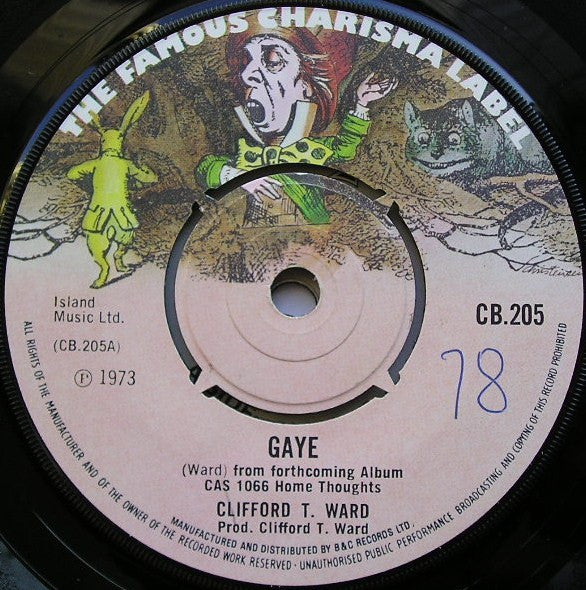 THE FAMOUS CHARISMA LABEL
Island
Music Ltd.
(CB.205A)
Ⓟ 1973
CB.205
78
GAYE
(Ward) from forthcoming Album
CAS 1066 Home Thoughts
CLIFFORD T. WARD
Prod. Clifford T. Ward
MANUFACTURED AND DISTRIBUTED BY B&C RECORDS LTD.
ALL RIGHTS OF THE MANUFACTURER AND OF THE OWNER OF THE RECORDED WORK RESERVED - UNAUTHORISED PUBLIC PERFORMANCE BROADCASTING AND COPYING OF THIS RECORD PROHIBITED